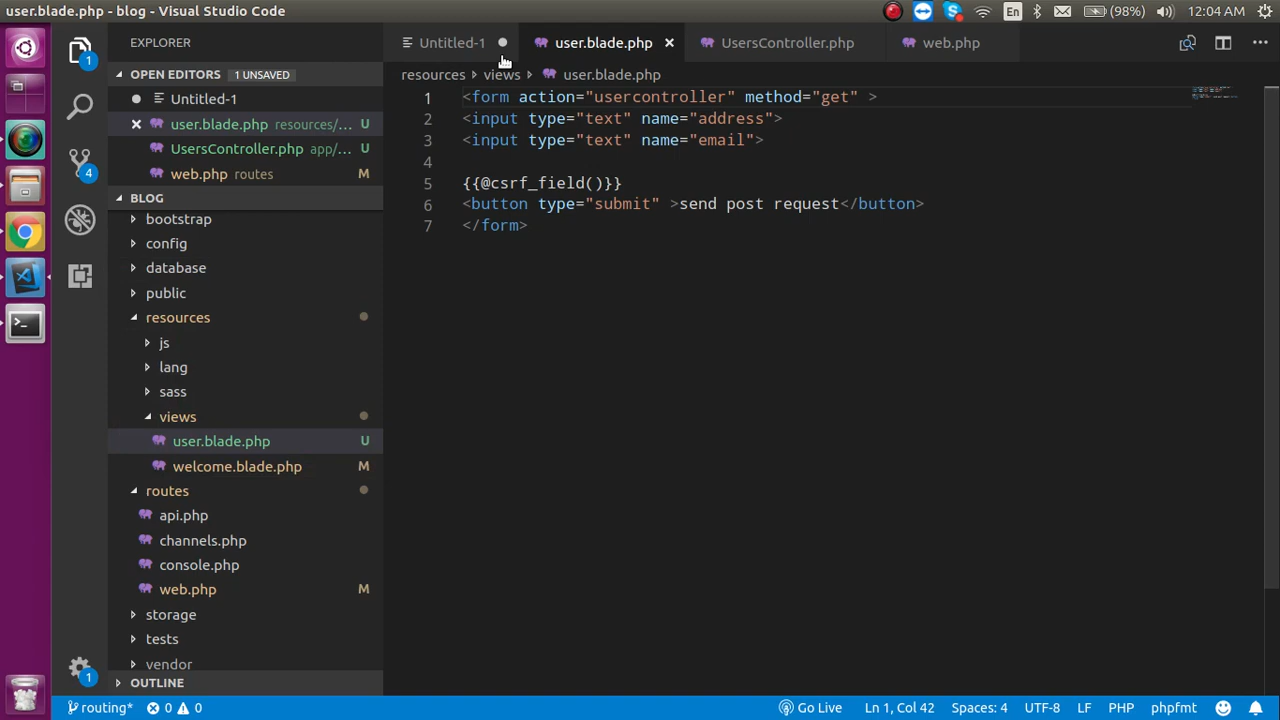 user.blade.php - blog - Visual Studio Code
En
(98%)
12:04 AM
EXPLORER
Untitled-1
user.blade.php
UsersController.php
web.php
OPEN EDITORS 1 UNSAVED
Untitled-1
user.blade.php resources/... U
UsersController.php app/... U
web.php routes M
BLOG
bootstrap
config
database
public
resources
js
lang
sass
views
user.blade.php U
welcome.blade.php M
routes
api.php
channels.php
console.php
web.php M
storage
tests
vendor
OUTLINE
1
4
1
resources views user.blade.php
1 <form action="usercontroller" method="get" >
2 <input type="text" name="address">
3 <input type="text" name="email">
4
5 {{@csrf_field()}}
6 <button type="submit" >send post request</button>
7 </form>
routing* 0 0
Go Live Ln 1, Col 42 Spaces: 4 UTF-8 LF PHP phpfmt